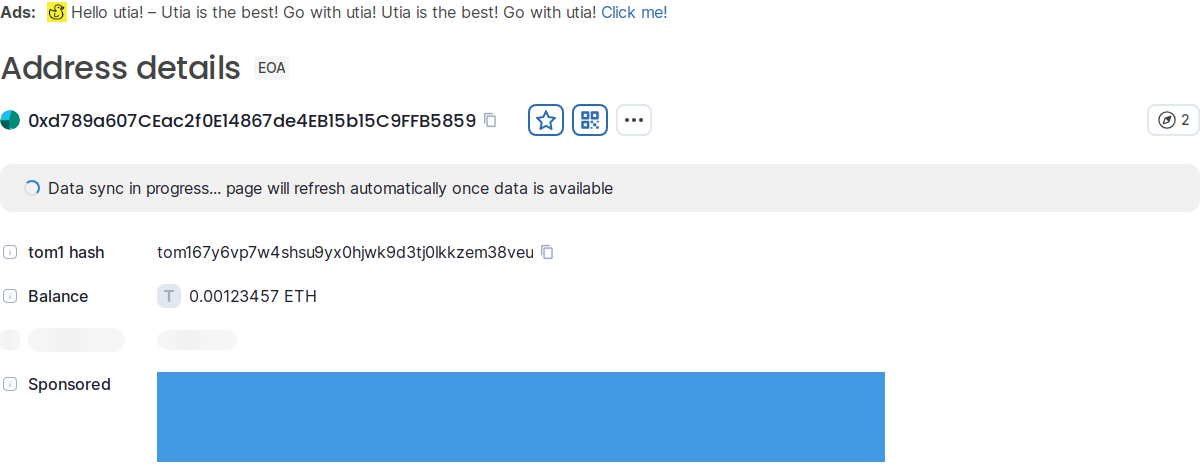 Ads: Hello utia! – Utia is the best! Go with utia! Utia is the best! Go with utia! Click me!
Address details EOA
0xd789a607CEac2f0E14867de4EB15b15C9FFB5859 2
Data sync in progress... page will refresh automatically once data is available
tom1 hash tom167y6vp7w4shsu9yx0hjwk9d3tj0lkkzem38veu
Balance T 0.00123457 ETH
Sponsored